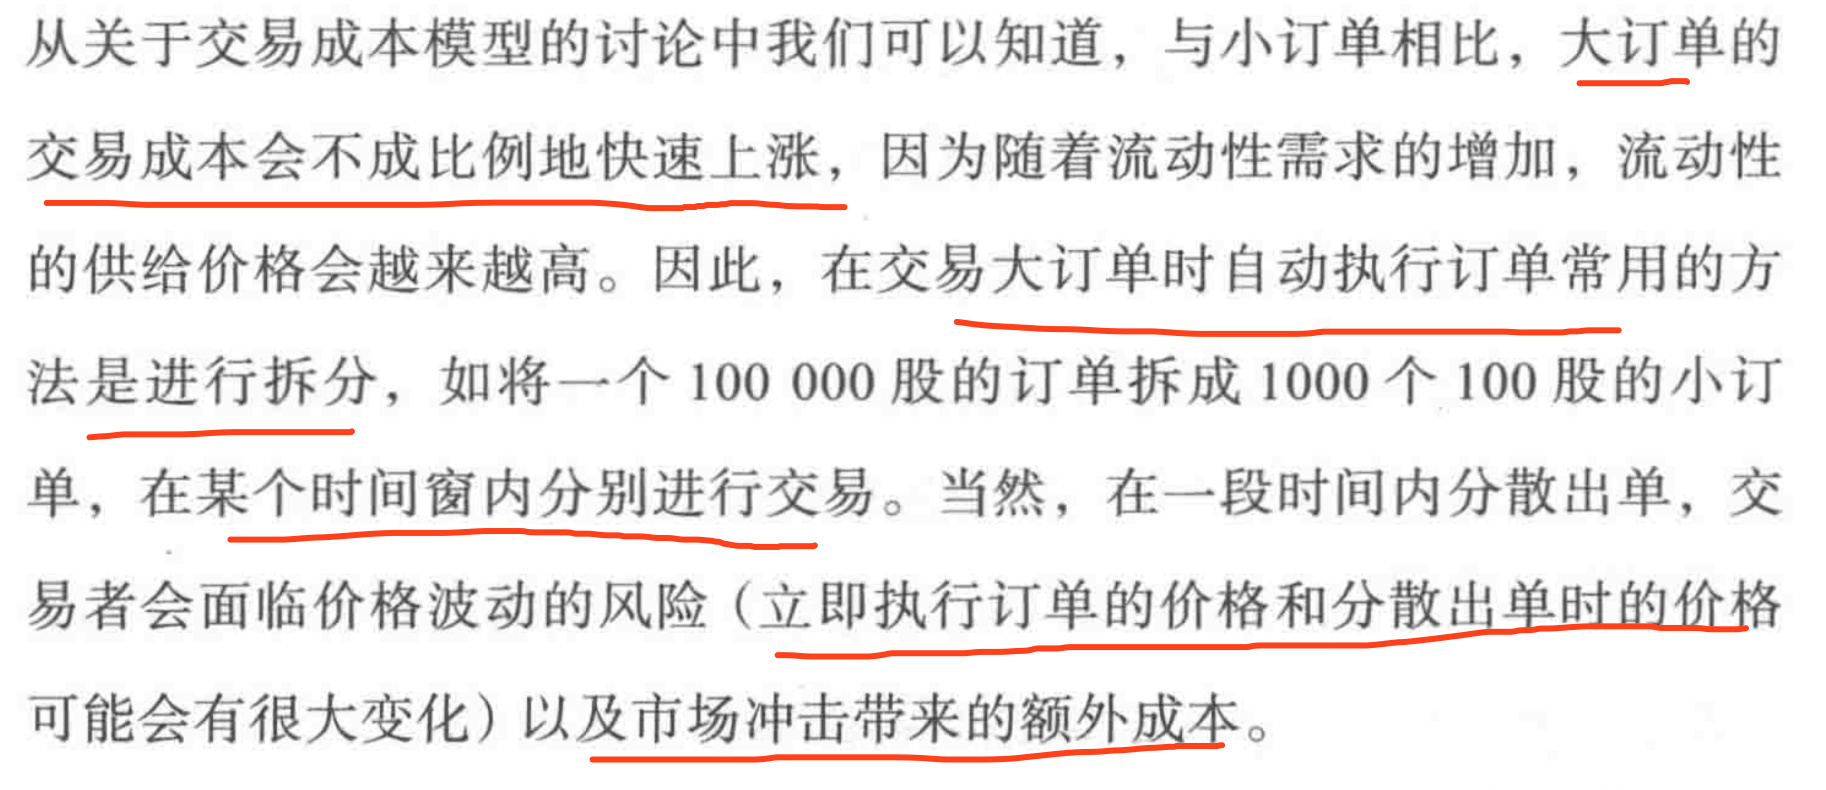 从关于交易成本模型的讨论中我们可以知道，与小订单相比，大订单的
交易成本会不成比例地快速上涨，因为随着流动性需求的增加，流动性
的供给价格会越来越高。因此，在交易大订单时自动执行订单常用的方
法是进行拆分，如将一个 100 000 股的订单拆成 1000 个 100 股的小订
单，在某个时间窗内分别进行交易。当然，在一段时间内分散出单，交
易者会面临价格波动的风险（立即执行订单的价格和分散出单时的价格
可能会有很大变化）以及市场冲击带来的额外成本。